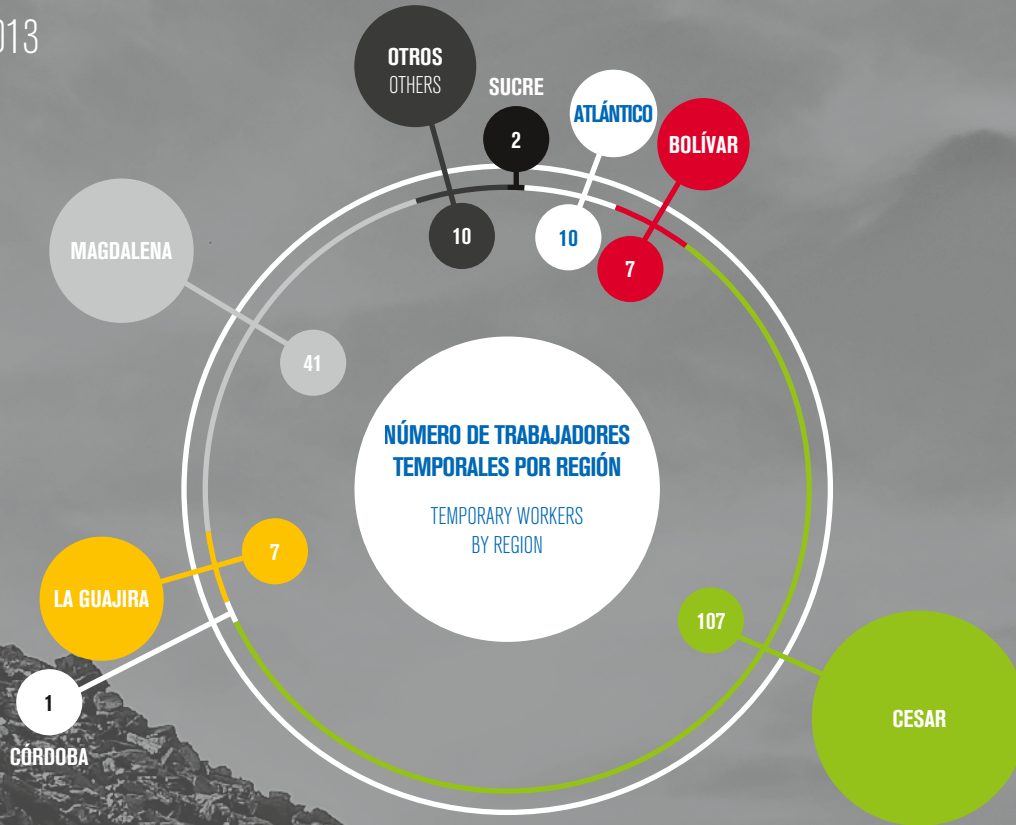 OTROS
OTHERS
SUCRE
2
ATLÁNTICO
BOLÍVAR
10
10
7
MAGDALENA
41
NÚMERO DE TRABAJADORES
TEMPORALES POR REGIÓN
TEMPORARY WORKERS
BY REGION
7
LA GUAJIRA
107
1
CÓRDOBA
CESAR